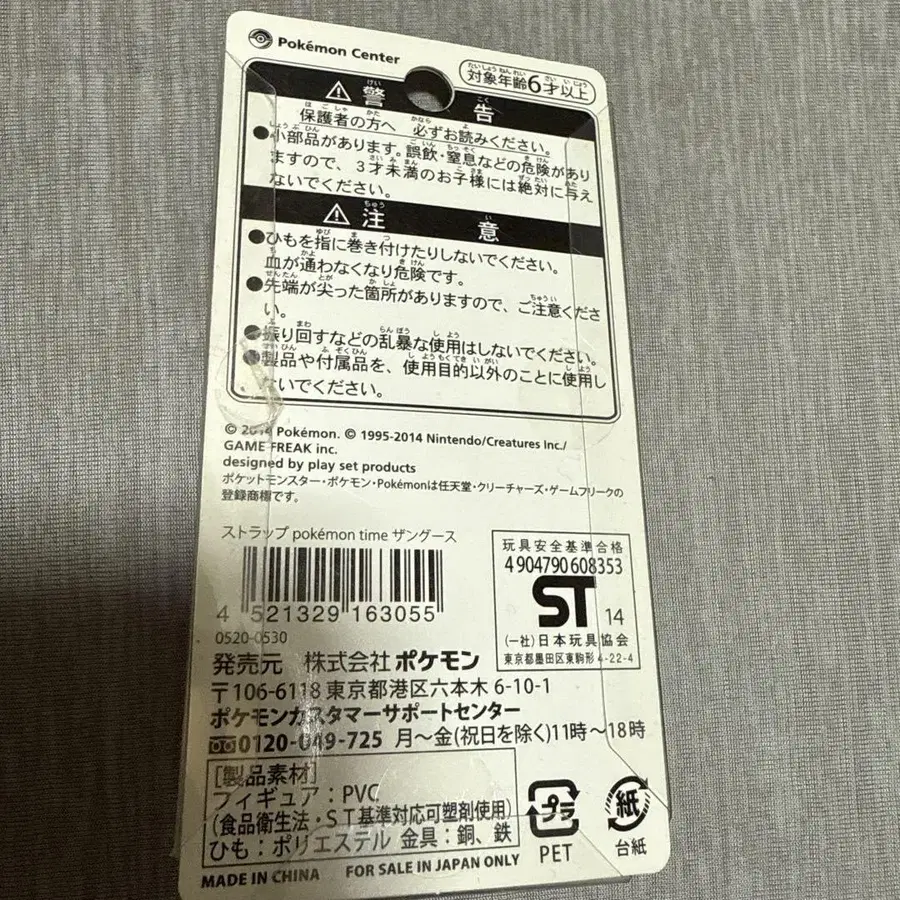 Pokémon Center
対象年齢6才以上
警告
保護者の方へ 必ずお読みください。
●小部品があります。誤飲・窒息などの危険があり
ますので、3才未満のお子様には絶対に与え
ないでください。
注意
●ひもを指に巻き付けたりしないでください。
血が通わなくなり危険です。
●先端が尖った箇所がありますので、ご注意くださ
い。
●振り回すなどの乱暴な使用はしないでください。
●製品や付属品を、使用目的以外のことに使用し
ないでください。
© 2014 Pokémon. © 1995-2014 Nintendo/Creatures Inc./
GAME FREAK inc.
designed by play set products
ポケットモンスター・ポケモン・Pokémonは任天堂・クリーチャーズ・ゲームフリークの
登録商標です。
ストラップ pokémon time ザングース
4 521329 163055
0520-0530
玩具安全基準合格
4904790608353
ST 14
(一社)日本玩具協会
東京都墨田区東駒形 4-22-4
発売元 株式会社 ポケモン
〒106-6118 東京都港区六本木 6-10-1
ポケモンカスタマーサポートセンター
0120-049-725 月〜金(祝日を除く)11時〜18時
[製品素材]
フィギュア:PVC
(食品衛生法・ST基準対応可塑剤使用)
ひも:ポリエステル 金具:銅、鉄
プラ
PET
紙
台紙
MADE IN CHINA FOR SALE IN JAPAN ONLY